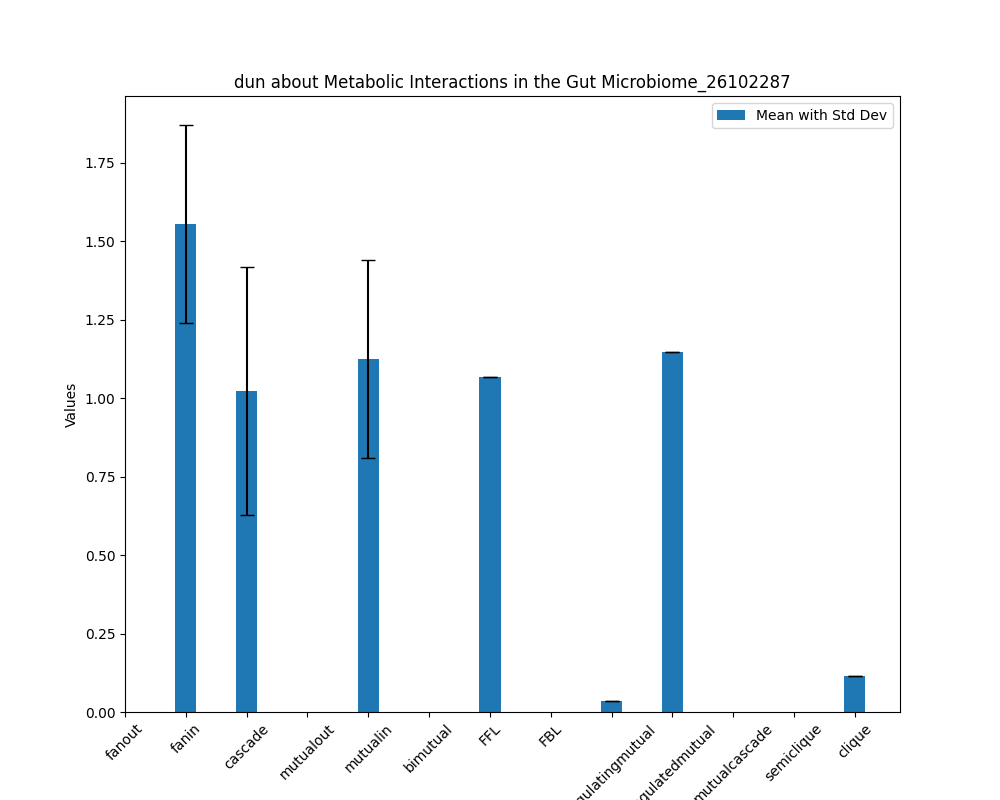 dun about Metabolic Interactions in the Gut Microbiome_26102287
Mean with Std Dev
Values
1.75
1.50
1.25
1.00
0.75
0.50
0.25
0.00
fanout
fanin
cascade
mutualout
mutualin
bimutual
FFL
FBL
gulatingmutual
gulatedmutual
mutualcascade
semiclique
clique